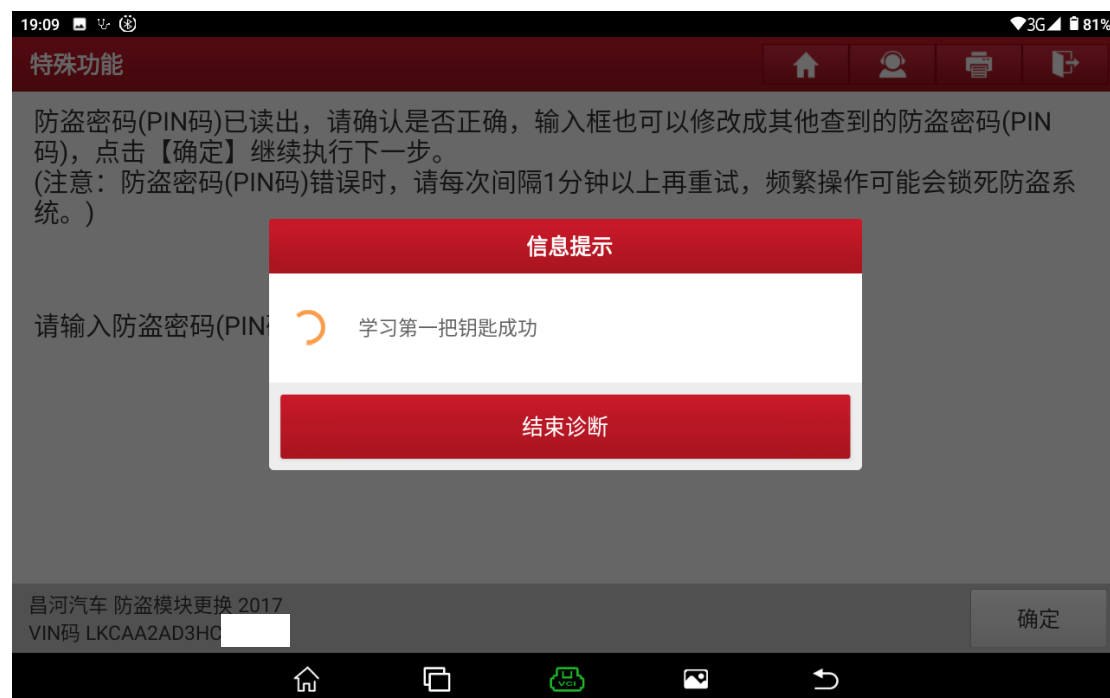 19:09 3G 81%
特殊功能
防盗密码(PIN码)已读出，请确认是否正确，输入框也可以修改成其他查到的防盗密码(PIN
码)，点击【确定】继续执行下一步。
(注意：防盗密码(PIN码)错误时，请每次间隔1分钟以上再重试，频繁操作可能会锁死防盗系
统。)
信息提示
请输入防盗密码(PIN
学习第一把钥匙成功
结束诊断
昌河汽车 防盗模块更换 2017
VIN码 LKCAA2AD3HC
确定
VCI